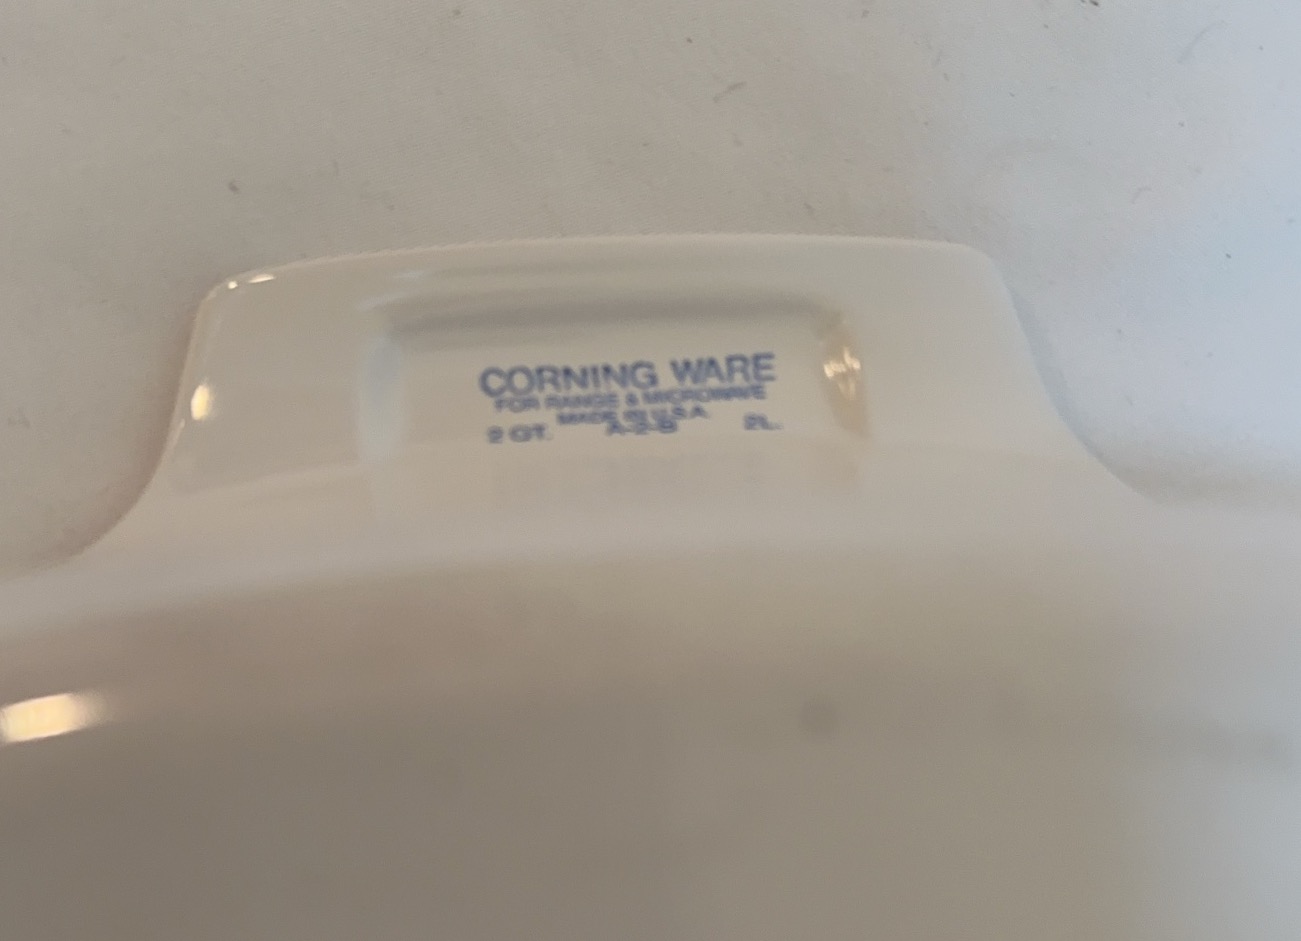 CORNING WARE
FOR RANGE & MICROWAVE
MADE IN U.S.A.
2 QT. A-2-B 2L.